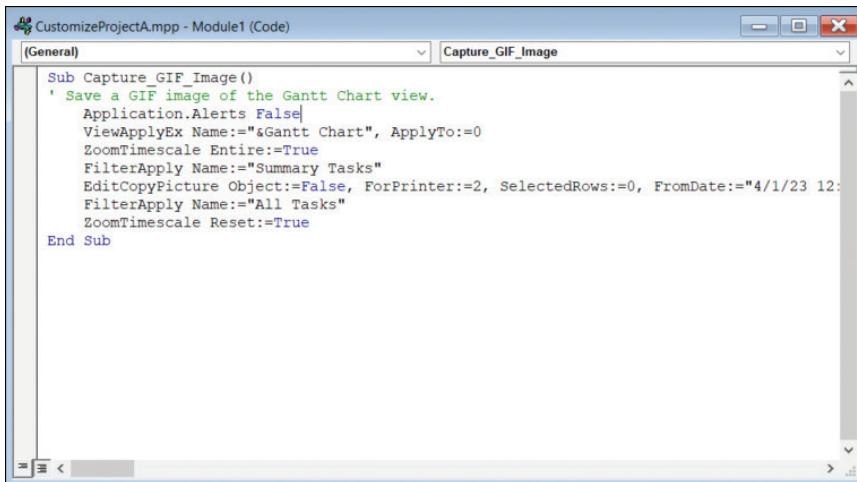 CustomizeProjectA.mpp - Module1 (Code)
(General) Capture_GIF_Image
Sub Capture_GIF_Image()
' Save a GIF image of the Gantt Chart view.
Application.Alerts False
ViewApplyEx Name:="&Gantt Chart", ApplyTo:=0
ZoomTimescale Entire:=True
FilterApply Name:="Summary Tasks"
EditCopyPicture Object:=False, ForPrinter:=2, SelectedRows:=0, FromDate:="4/1/23 12:
FilterApply Name:="All Tasks"
ZoomTimescale Reset:=True
End Sub